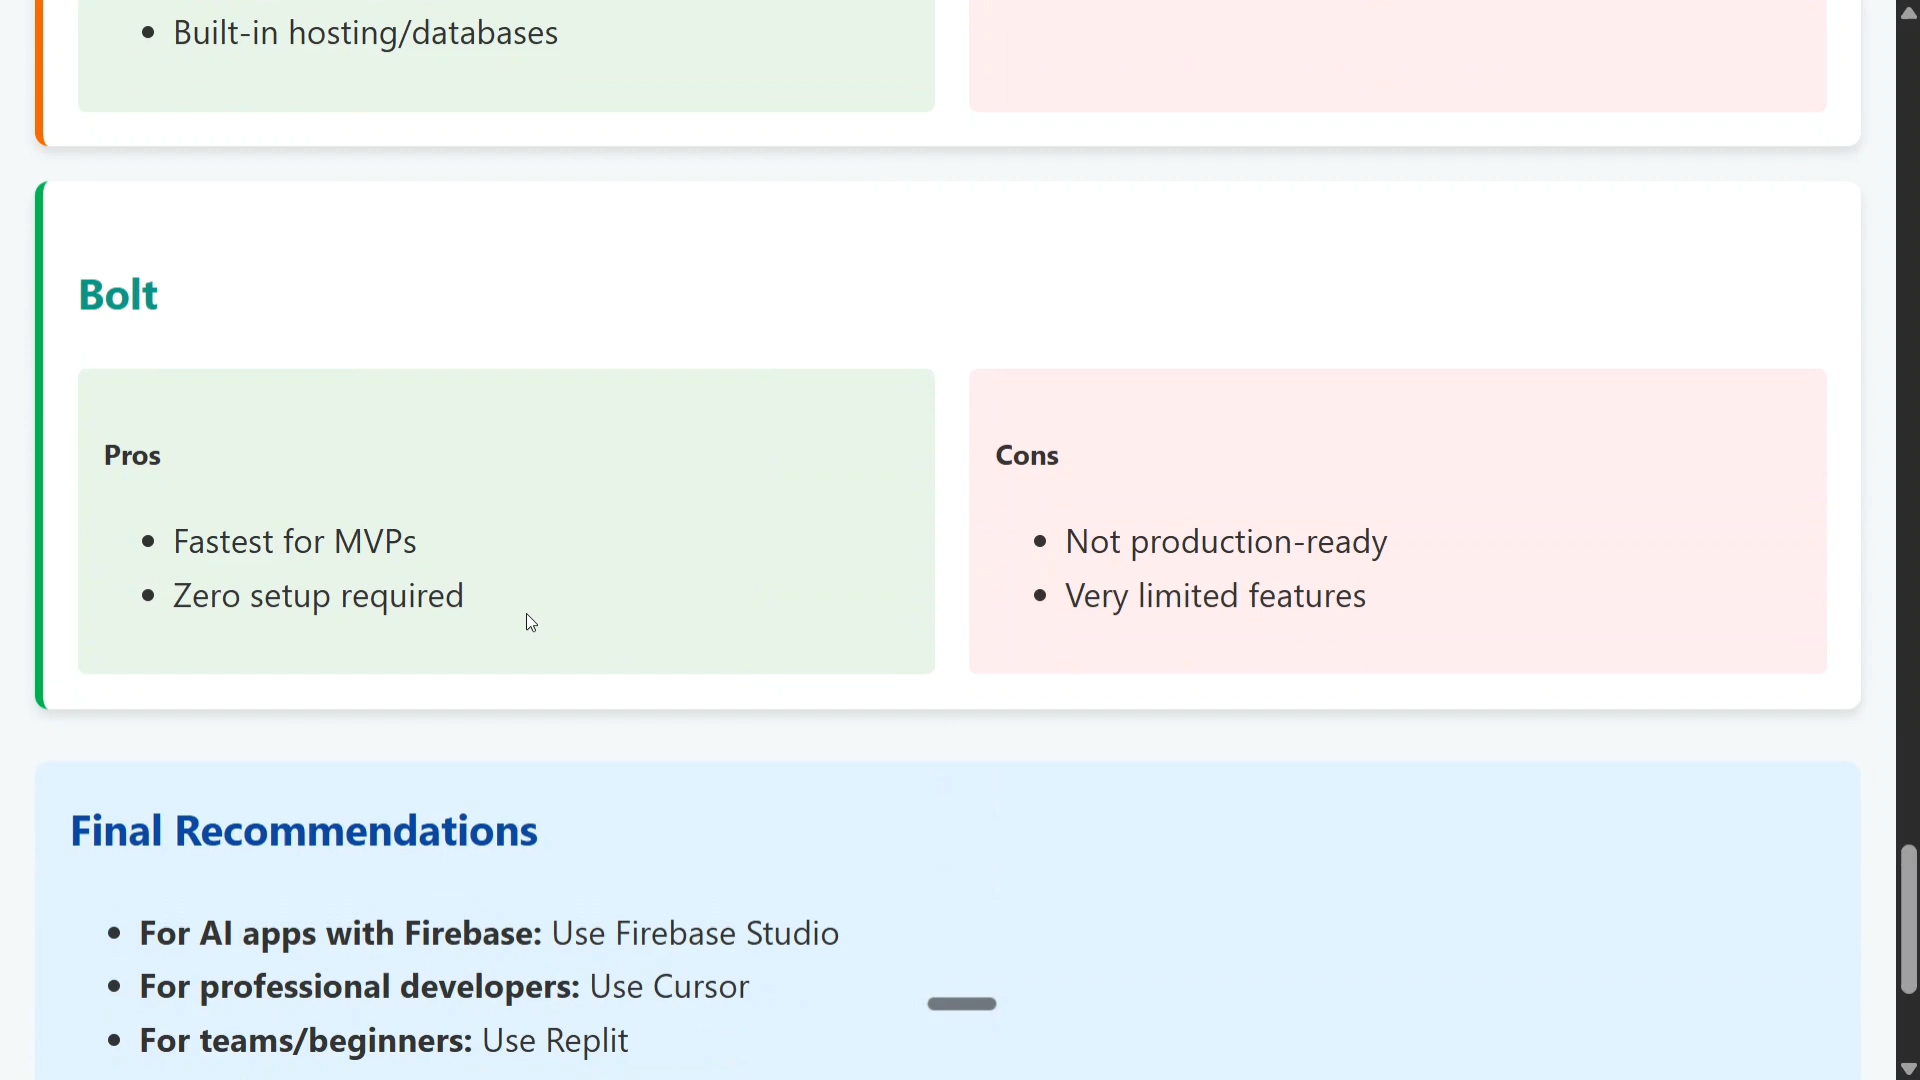 Built-in hosting/databases
Bolt
Pros
Fastest for MVPs
Zero setup required
Cons
Not production-ready
Very limited features
Final Recommendations
For AI apps with Firebase: Use Firebase Studio
For professional developers: Use Cursor
For teams/beginners: Use Replit